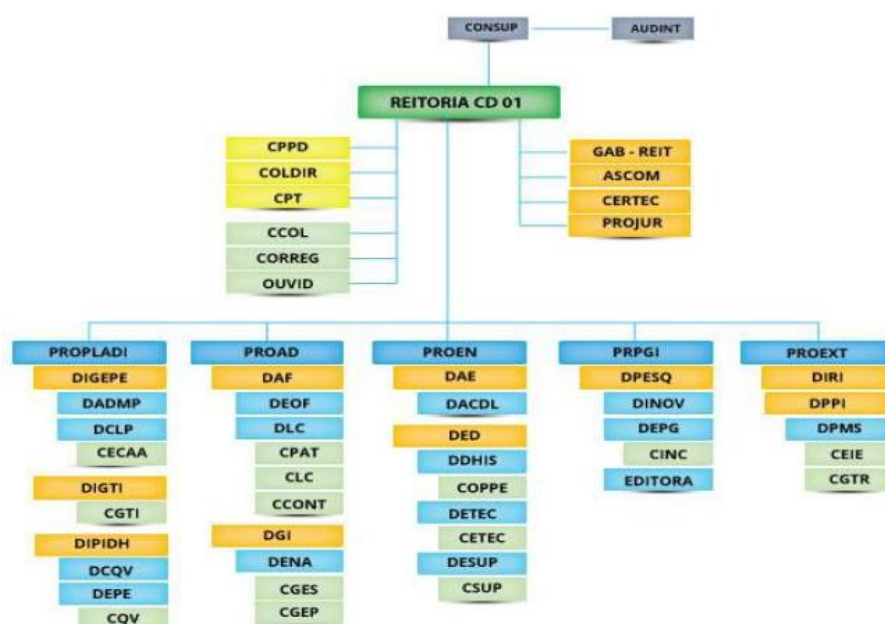 CONSUP
AUDINT
REITORIA CD 01
CPPD
COLDIR
CPT
CCOL
CORREG
OUVID
GAB - REIT
ASCOM
CERTEC
PROJUR
PROPLADI
DIGEPE
DADMP
DCLP
CECAA
DIGTI
CGTI
DIPIDH
DCQV
DEPE
CQV
PROAD
DAF
DEOF
DLC
CPAT
CLC
CCONT
DGI
DENA
CGES
CGEP
PROEN
DAE
DACDL
DED
DDHIS
COPPE
DETEC
CETEC
DESUP
CSUP
PRPGI
DPESQ
DINOV
DEPG
CINC
EDITORA
PROEXT
DIRI
DPPI
DPMS
CEIE
CGTR